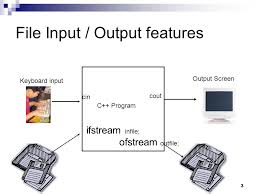 File Input / Output features
Keyboard input
Output Screen
cin
cout
C++ Program
ifstream infile;
ofstream outfile;
3